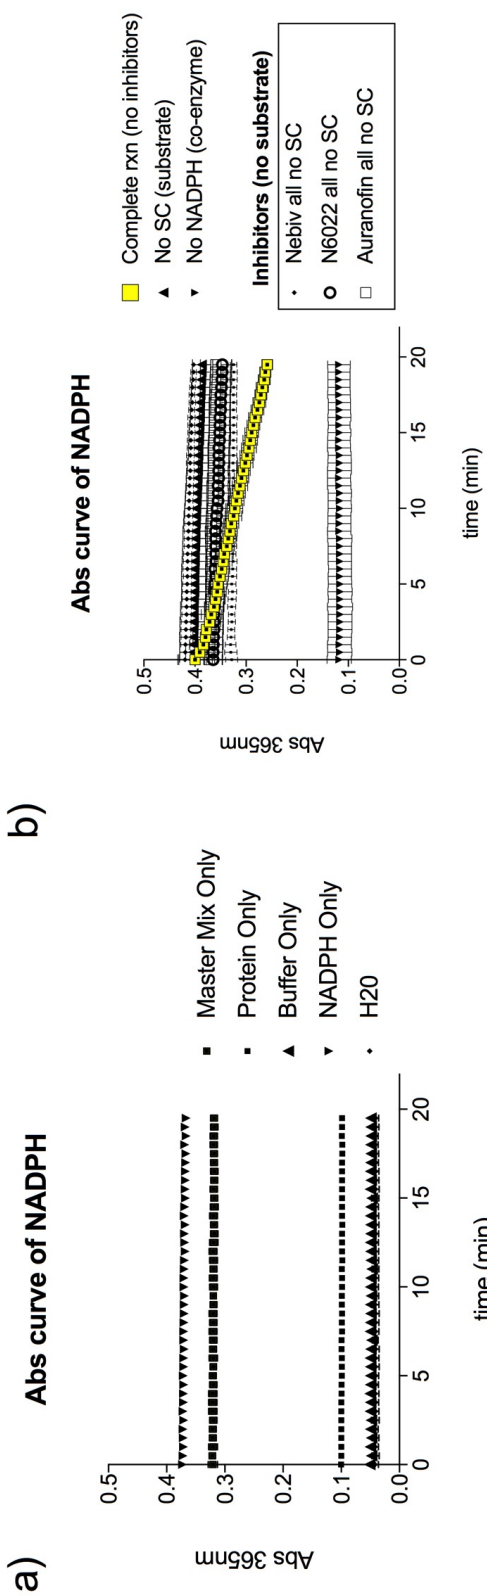 a)
Abs curve of NADPH
Abs 365nm
0.5
0.4
0.3
0.2
0.1
0.0
0
5
10
15
20
time (min)
Master Mix Only
Protein Only
Buffer Only
NADPH Only
H20
b)
Abs curve of NADPH
Abs 365nm
0.5
0.4
0.3
0.2
0.1
0.0
0
5
10
15
20
time (min)
Complete rxn (no inhibitors)
No SC (substrate)
No NADPH (co-enzyme)
Inhibitors (no substrate)
Nebiv all no SC
N6022 all no SC
Auranofin all no SC